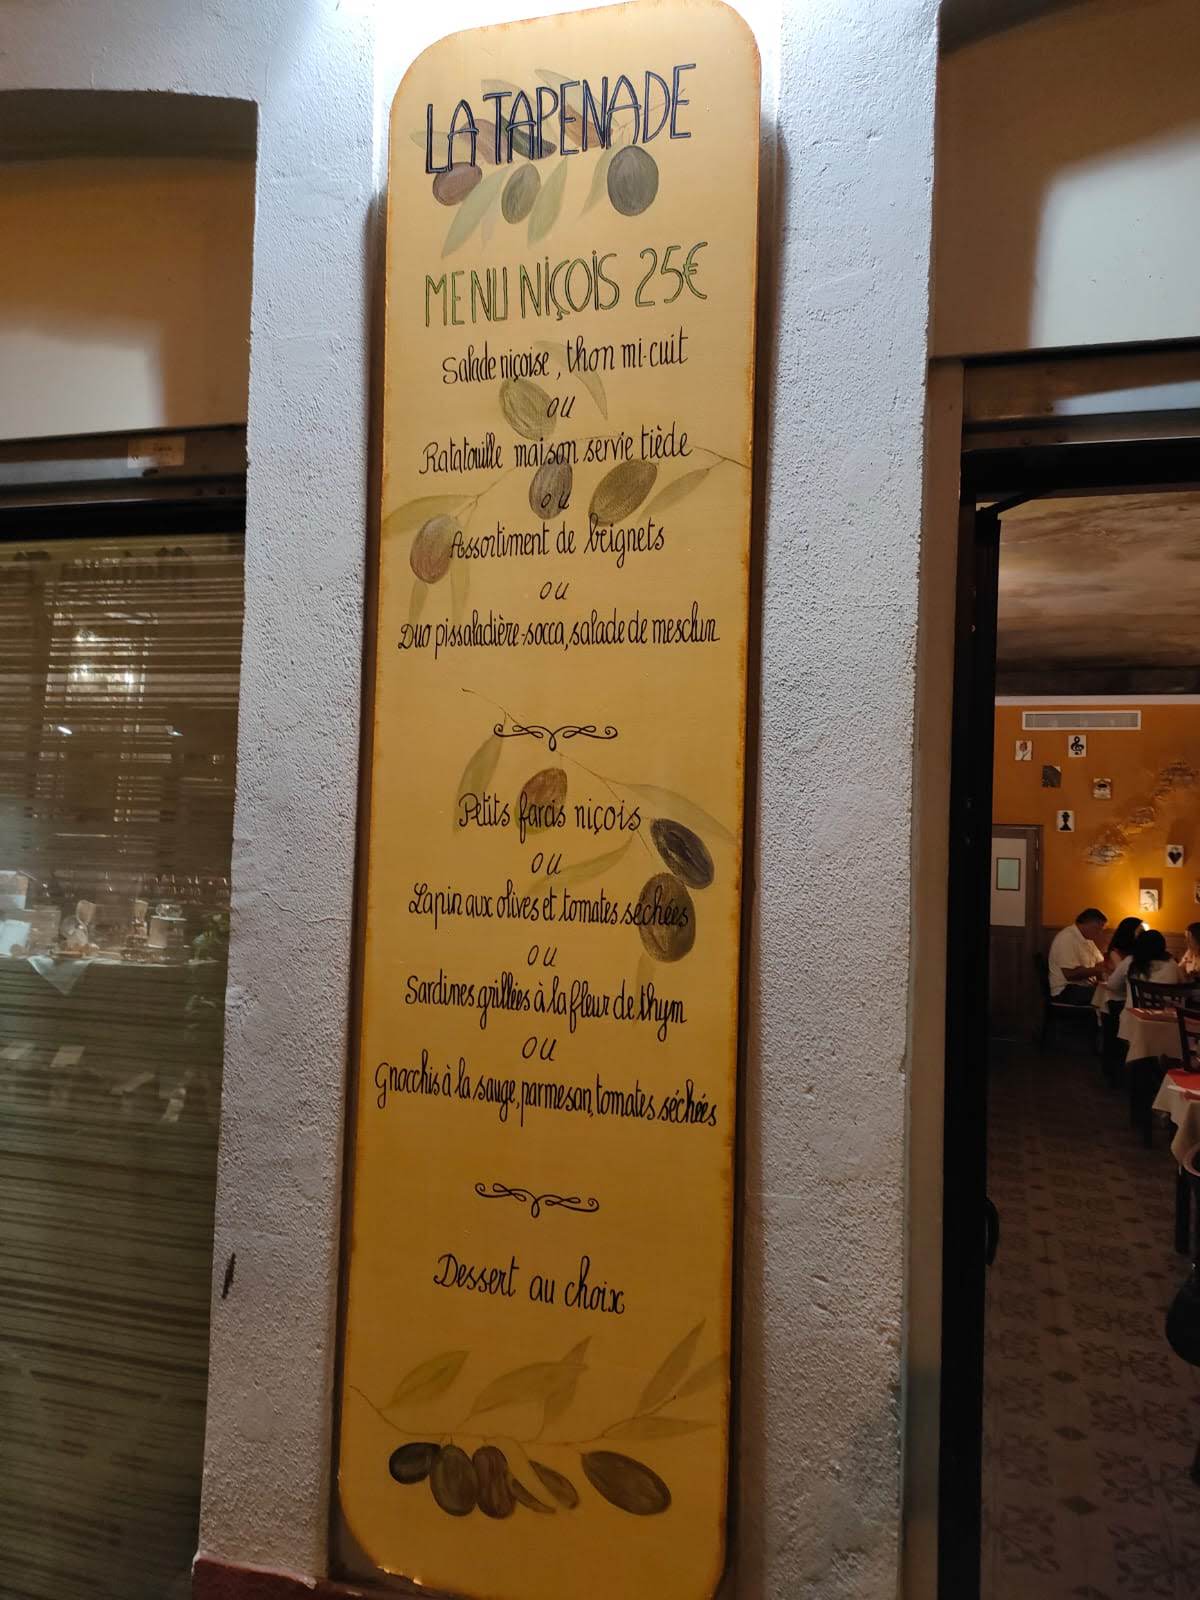 LA TAPENADE
MENU NIÇOIS 25€
Salade niçoise, thon mi-cuit
OU
Ratatouille maison servie tiède
OU
Assortiment de beignets
OU
Duo pissaladière-socca, salade de mesclun
Petits farcis niçois
OU
Lapin aux olives et tomates séchées
OU
Sardines grillées à la fleur de thym
OU
Gnocchis à la sauge, parmesan, tomates séchées
Dessert au choix